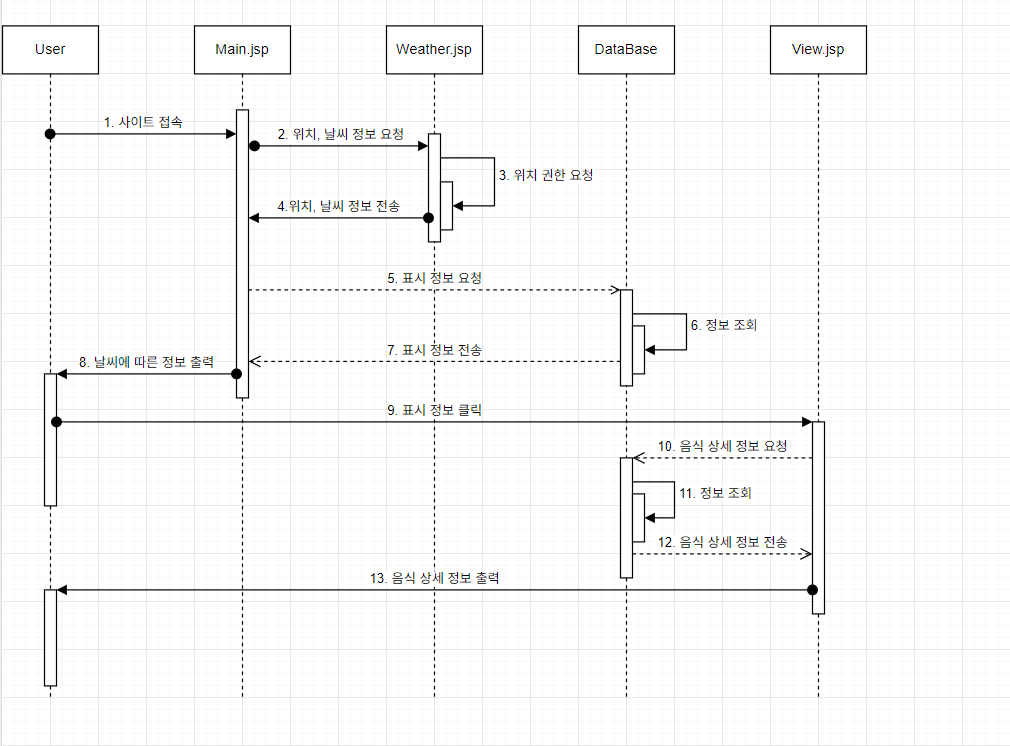 User
Main.jsp
Weather.jsp
DataBase
View.jsp
1. 사이트 접속
2. 위치, 날씨 정보 요청
3. 위치 권한 요청
4.위치, 날씨 정보 전송
5. 표시 정보 요청
6. 정보 조회
7. 표시 정보 전송
8. 날씨에 따른 정보 출력
9. 표시 정보 클릭
10. 음식 상세 정보 요청
11. 정보 조회
12. 음식 상세 정보 전송
13. 음식 상세 정보 출력